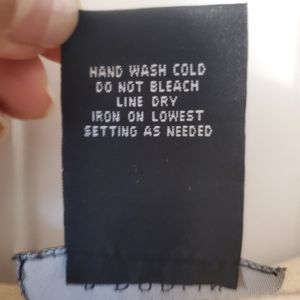 HAND WASH COLD
DO NOT BLEACH
LINE DRY
IRON ON LOWEST
SETTING AS NEEDED